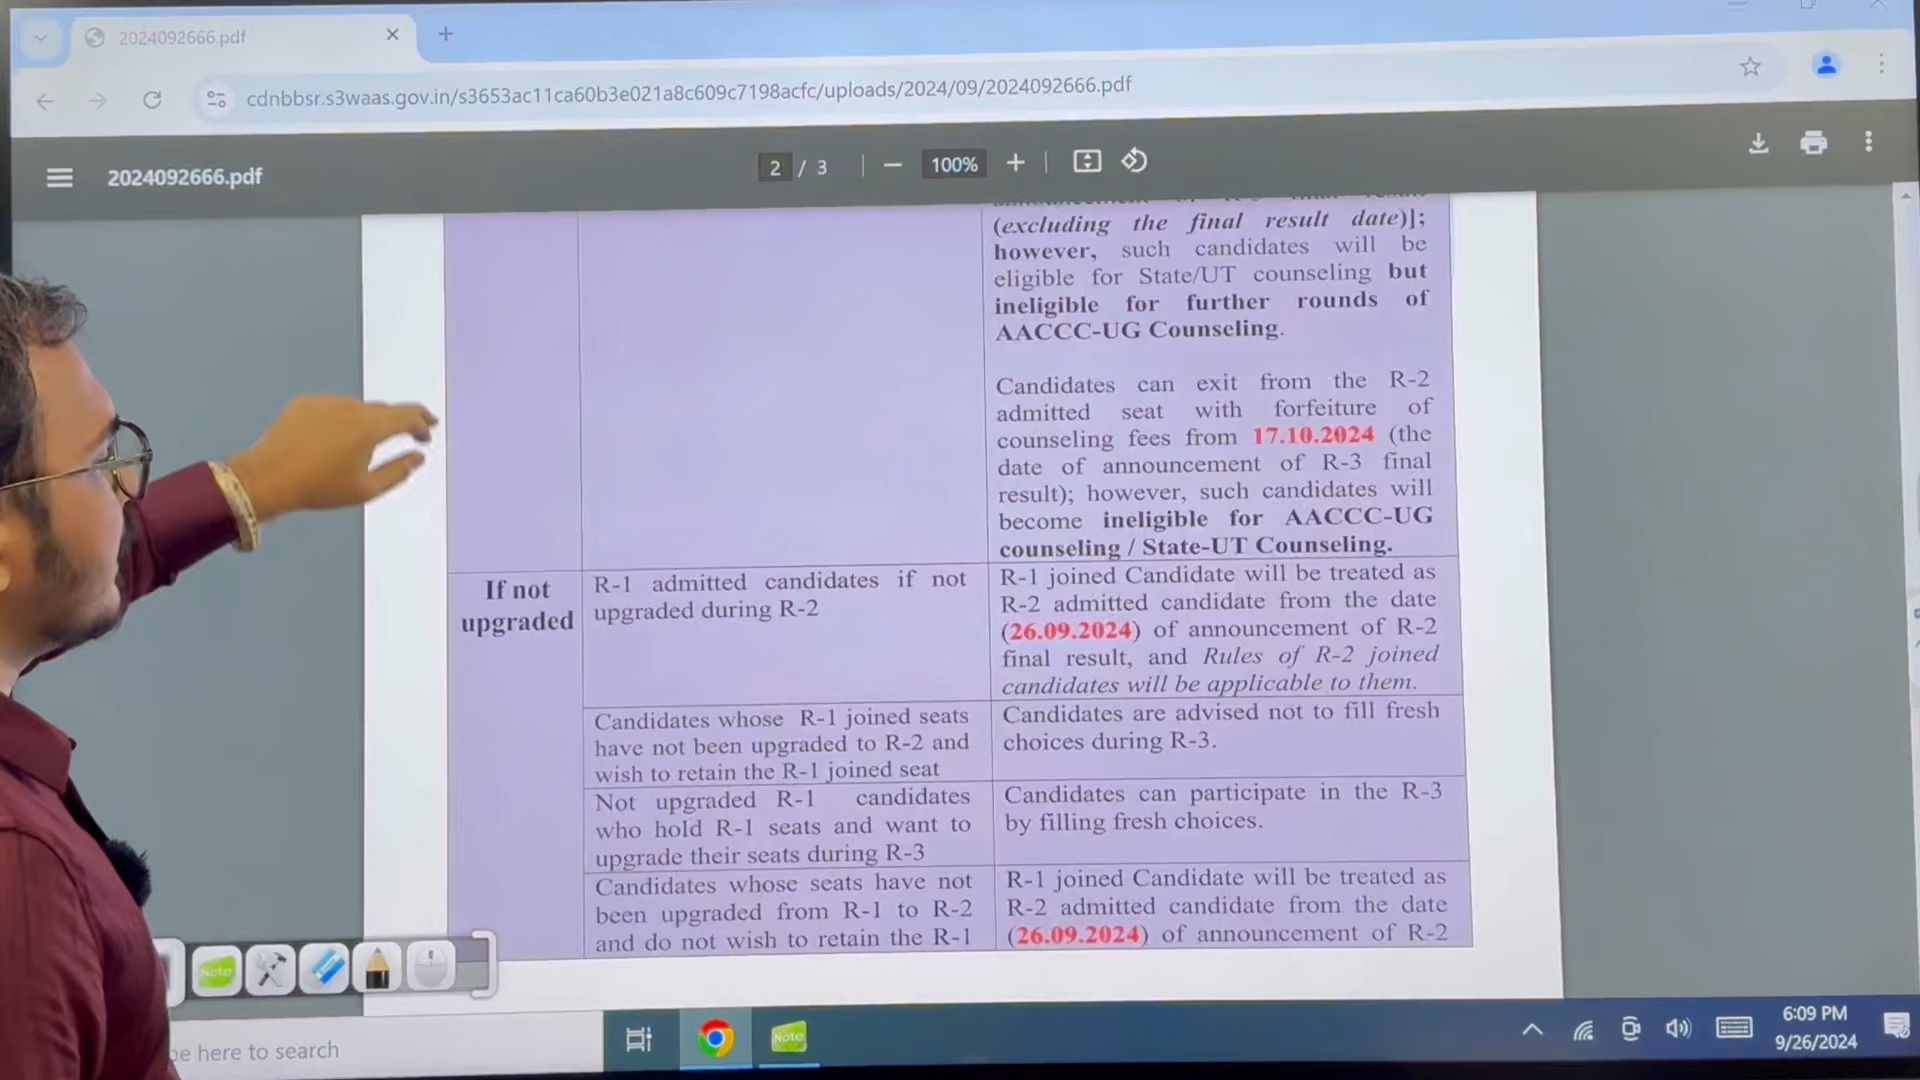 2024092666.pdf
cdnbbsr.s3waas.gov.in/s3653ac11ca60b3e021a8c609c7198acfc/uploads/2024/09/2024092666.pdf
2024092666.pdf
2 / 3
100%
(excluding the final result date)];
however, such candidates will be
eligible for State/UT counseling but
ineligible for further rounds of
AACCC-UG Counseling.
Candidates can exit from the R-2
admitted seat with forfeiture of
counseling fees from 17.10.2024 (the
date of announcement of R-3 final
result); however, such candidates will
become ineligible for AACCC-UG
counseling / State-UT Counseling.
If not
upgraded
R-1 admitted candidates if not
upgraded during R-2
R-1 joined Candidate will be treated as
R-2 admitted candidate from the date
(26.09.2024) of announcement of R-2
final result, and Rules of R-2 joined
candidates will be applicable to them.
Candidates whose R-1 joined seats
have not been upgraded to R-2 and
wish to retain the R-1 joined seat
Candidates are advised not to fill fresh
choices during R-3.
Not upgraded R-1 candidates
who hold R-1 seats and want to
upgrade their seats during R-3
Candidates can participate in the R-3
by filling fresh choices.
Candidates whose seats have not
been upgraded from R-1 to R-2
and do not wish to retain the R-1
R-1 joined Candidate will be treated as
R-2 admitted candidate from the date
(26.09.2024) of announcement of R-2
Note
here to search
Note
6:09 PM
9/26/2024